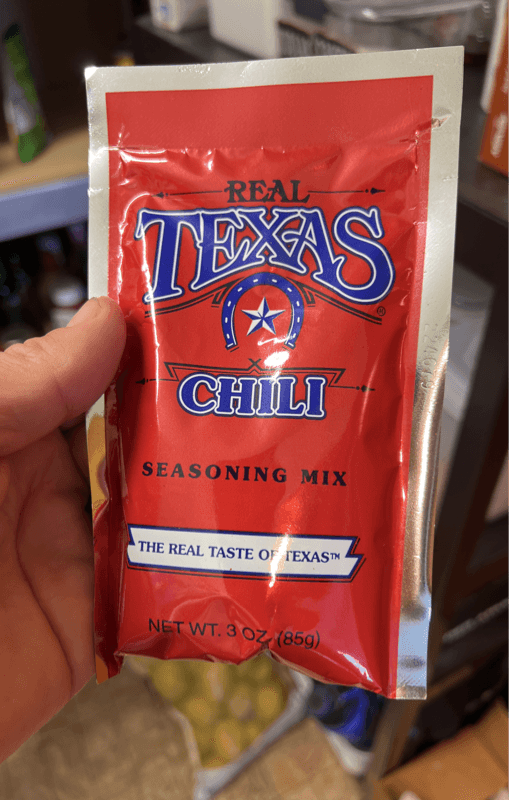 REAL
TEXAS
®
CHILI
SEASONING MIX
THE REAL TASTE OF TEXAS™
NET WT. 3 OZ. (85g)